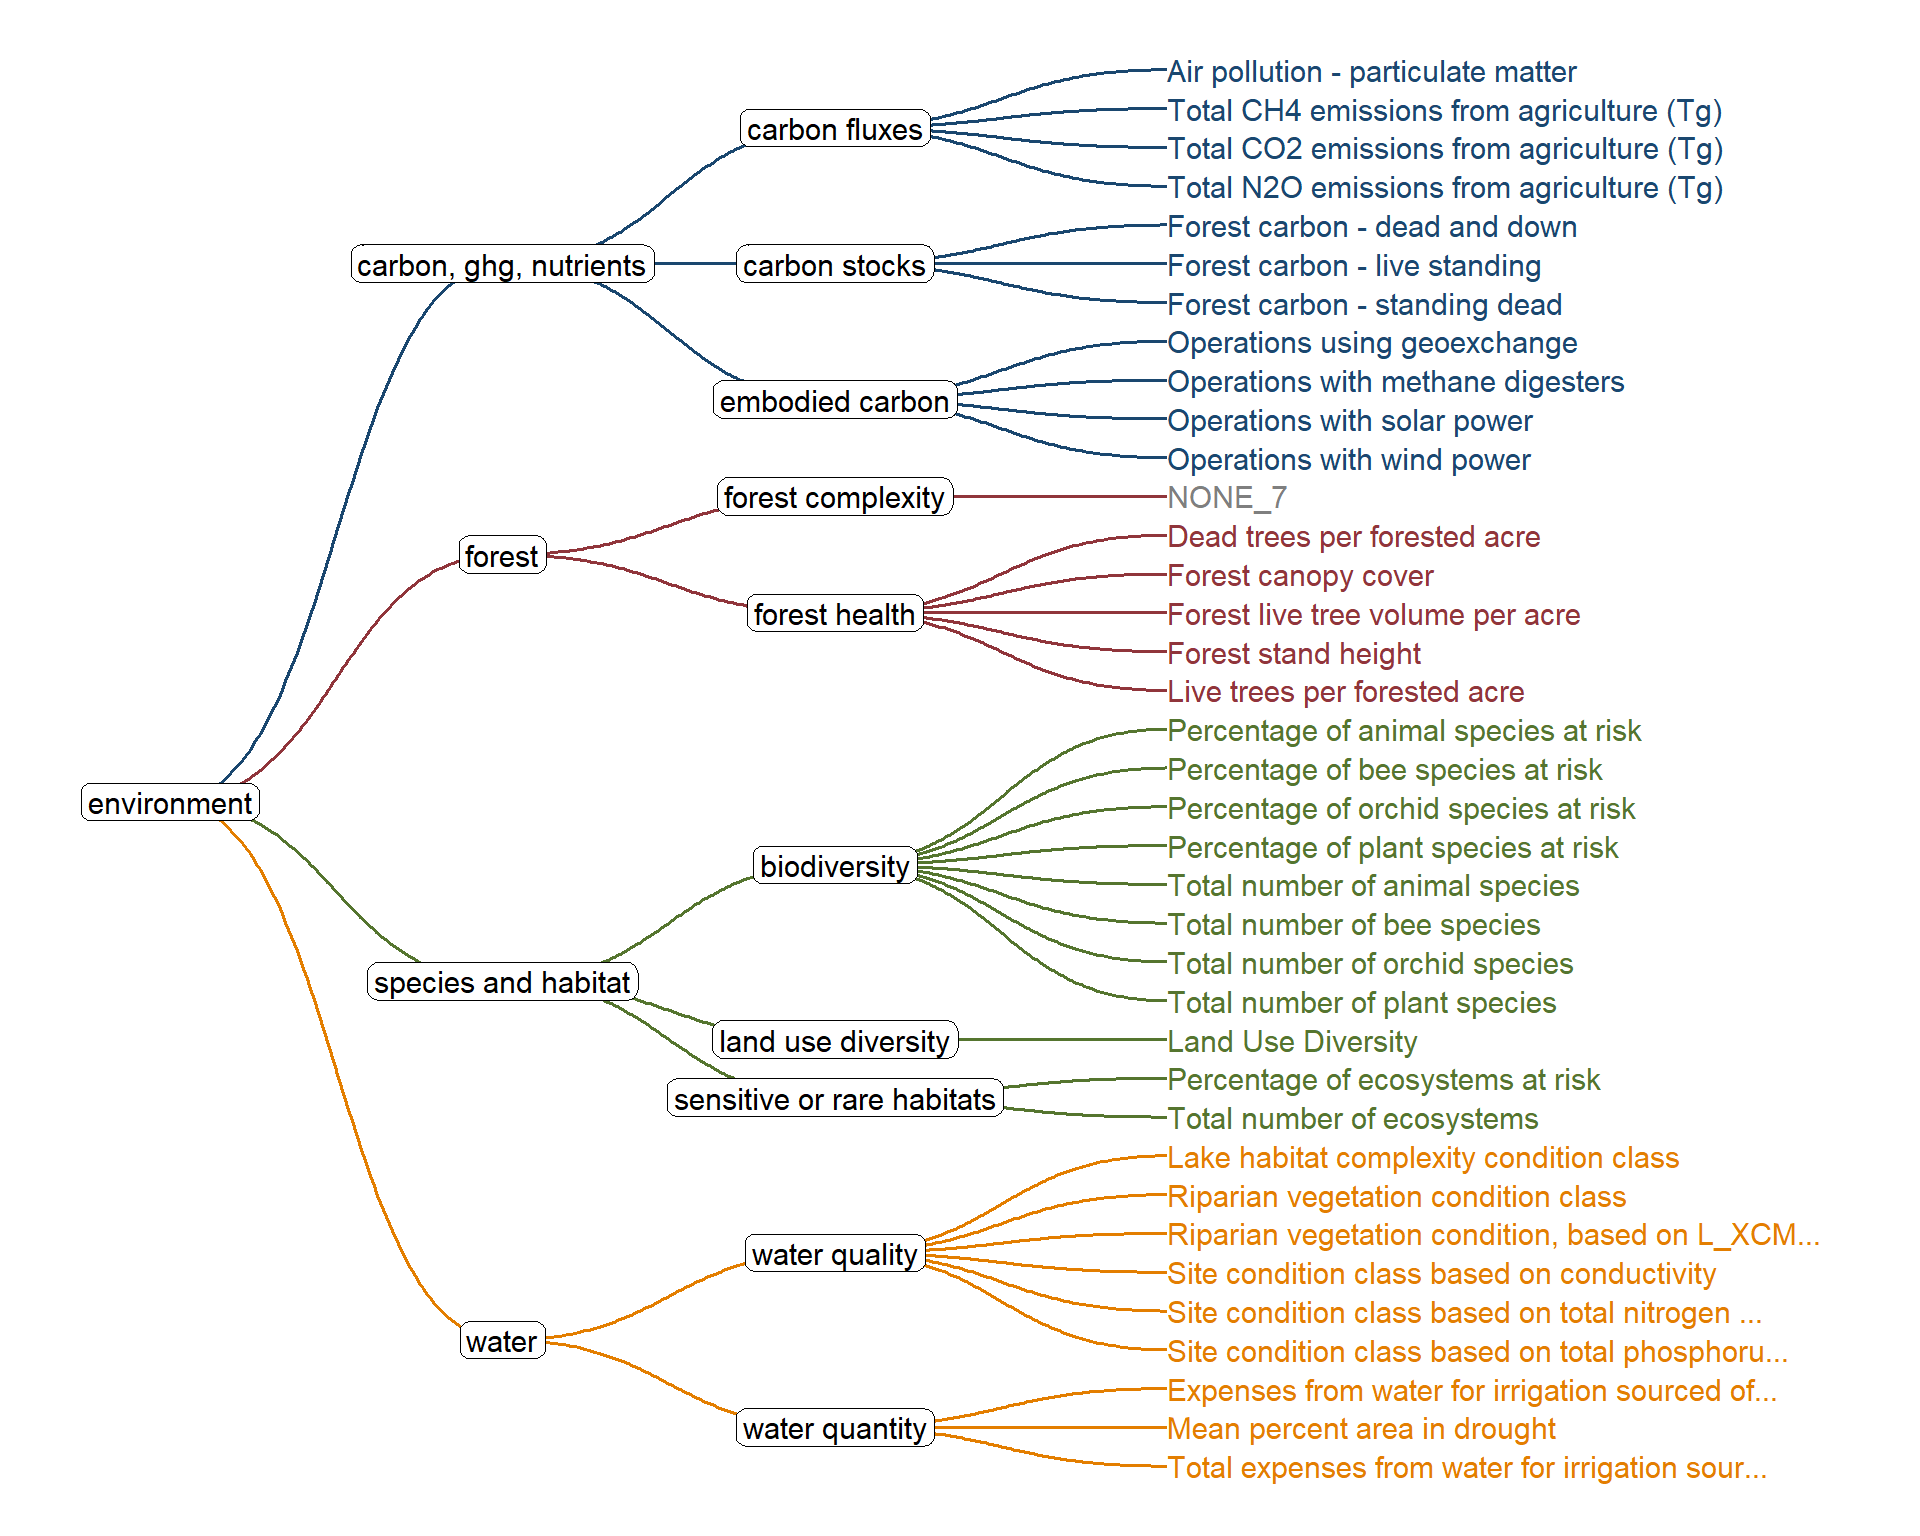 Air pollution - particulate matter
carbon fluxes
Total CH4 emissions from agriculture (Tg)
Total CO2 emissions from agriculture (Tg)
Total N2O emissions from agriculture (Tg)
carbon, ghg, nutrients
carbon stocks
Forest carbon - dead and down
Forest carbon - live standing
Forest carbon - standing dead
embodied carbon
Operations using geoexchange
Operations with methane digesters
Operations with solar power
Operations with wind power
forest
forest complexity
NONE_7
forest health
Dead trees per forested acre
Forest canopy cover
Forest live tree volume per acre
Forest stand height
Live trees per forested acre
environment
species and habitat
biodiversity
Percentage of animal species at risk
Percentage of bee species at risk
Percentage of orchid species at risk
Percentage of plant species at risk
Total number of animal species
Total number of bee species
Total number of orchid species
Total number of plant species
land use diversity
Land Use Diversity
sensitive or rare habitats
Percentage of ecosystems at risk
Total number of ecosystems
water
water quality
Lake habitat complexity condition class
Riparian vegetation condition class
Riparian vegetation condition, based on L_XCM...
Site condition class based on conductivity
Site condition class based on total nitrogen ...
Site condition class based on total phosphoru...
water quantity
Expenses from water for irrigation sourced of...
Mean percent area in drought
Total expenses from water for irrigation sour...